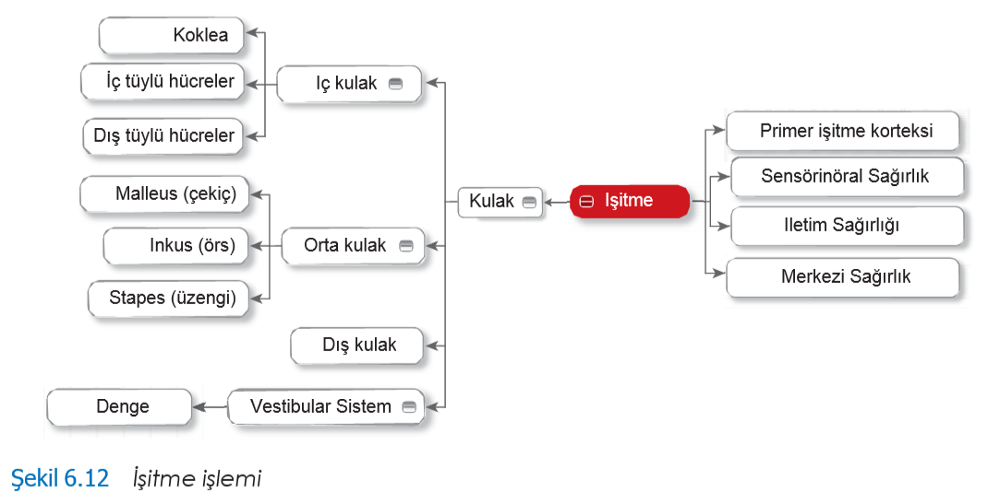 Koklea
İç tüylü hücreler
Dış tüylü hücreler
Iç kulak
Malleus (çekiç)
Inkus (örs)
Stapes (üzengi)
Orta kulak
Dış kulak
Denge
Vestibular Sistem
Kulak
Işitme
Primer işitme korteksi
Sensörinöral Sağırlık
Iletim Sağırlığı
Merkezi Sağırlık
Şekil 6.12 İşitme işlemi